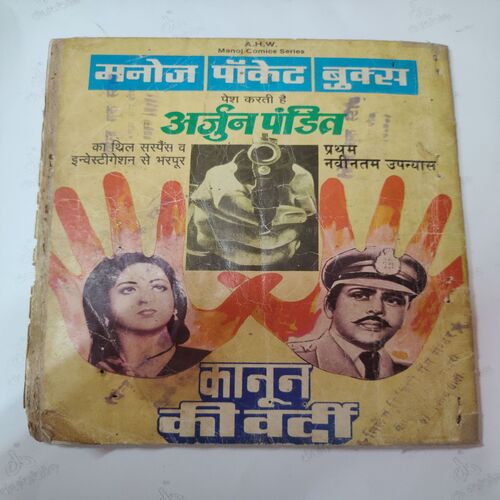 A.H.W.
Manoj Comics Series
मनोज पॉकेट बुक्स
पेश करती है
अर्जुन पंडित
का थ्रिल सस्पैंस व
इन्वेस्टीगेशन से भरपूर
प्रथम
नवीनतम उपन्यास
कानून
की वर्दी